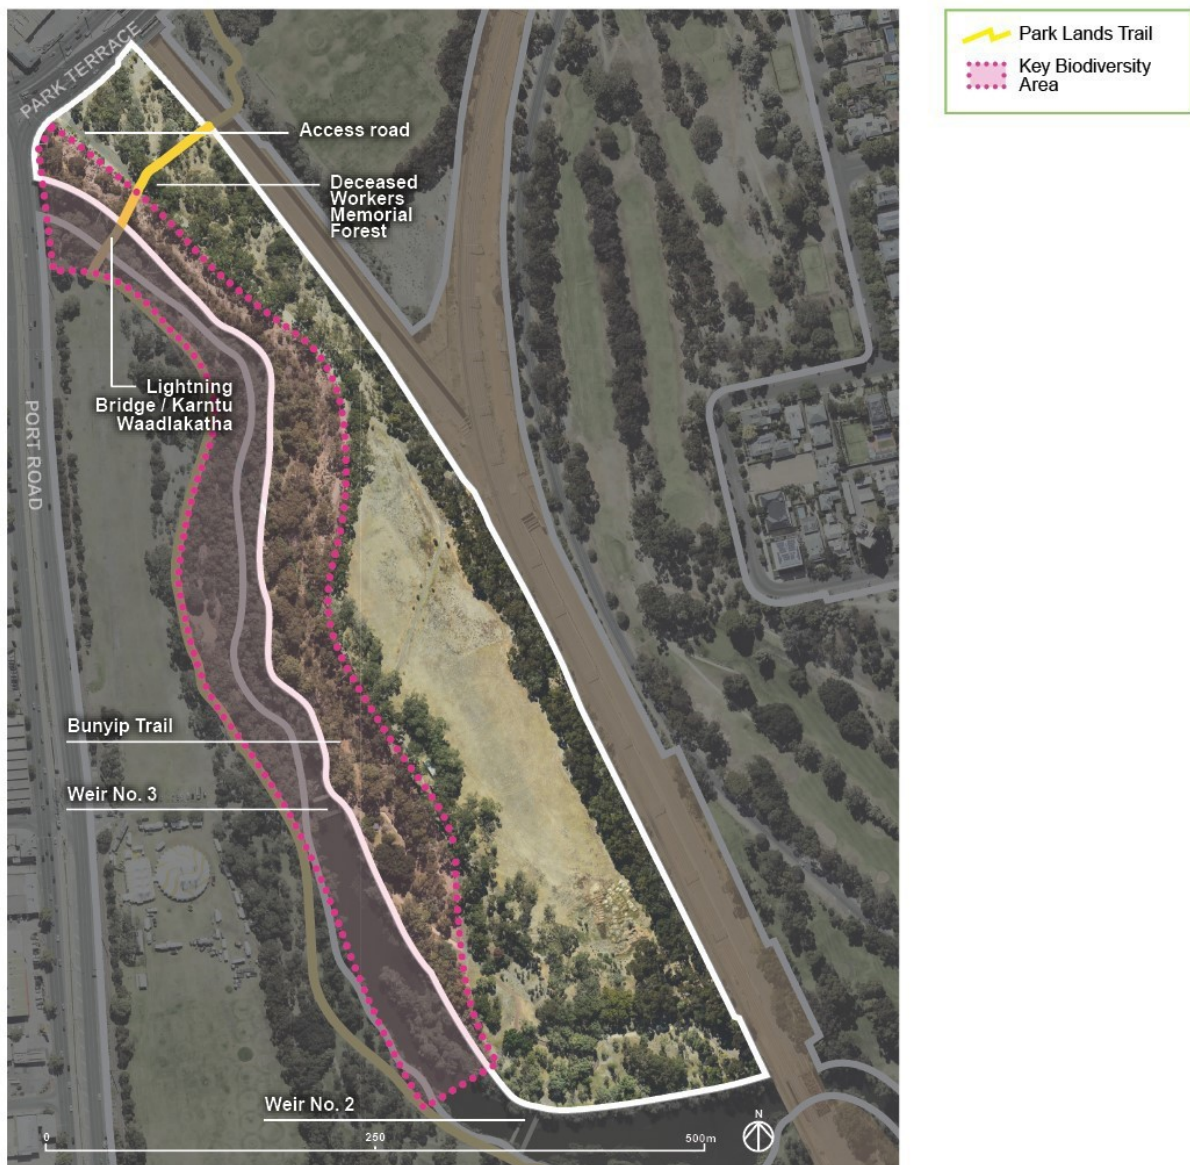 Park Lands Trail
Key Biodiversity
Area
PARK TERRACE
Access road
Deceased
Workers
Memorial
Forest
Lightning
Bridge / Karntu
Waadlakatha
PORT ROAD
Bunyip Trail
Weir No. 3
Weir No. 2
N
0
250
500m